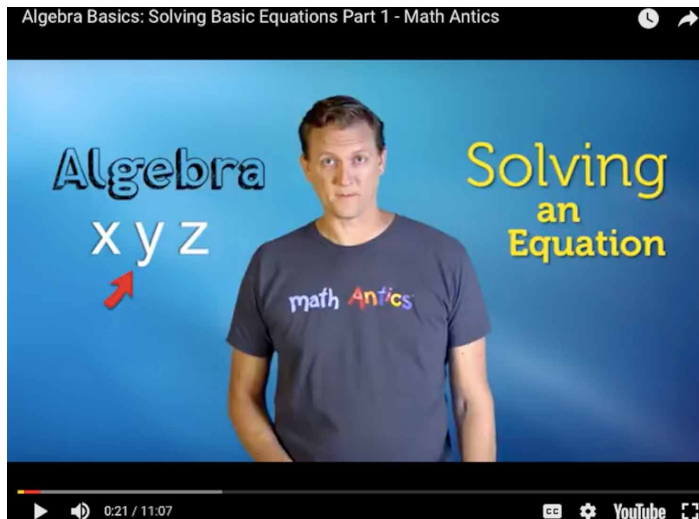 Algebra Basics: Solving Basic Equations Part 1 - Math Antics
Algebra
x y z
Solving
an
Equation
math Antics
0:21 / 11:07
CC
YouTube